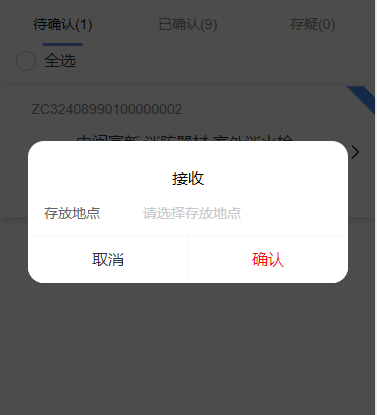 待确认(1) 已确认(9) 存疑(0)
全选
ZC32408990100000002
接收
存放地点 请选择存放地点
取消 确认